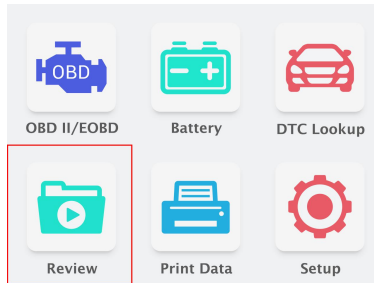 OBD
OBD II/EOBD
Battery
DTC Lookup
Review
Print Data
Setup